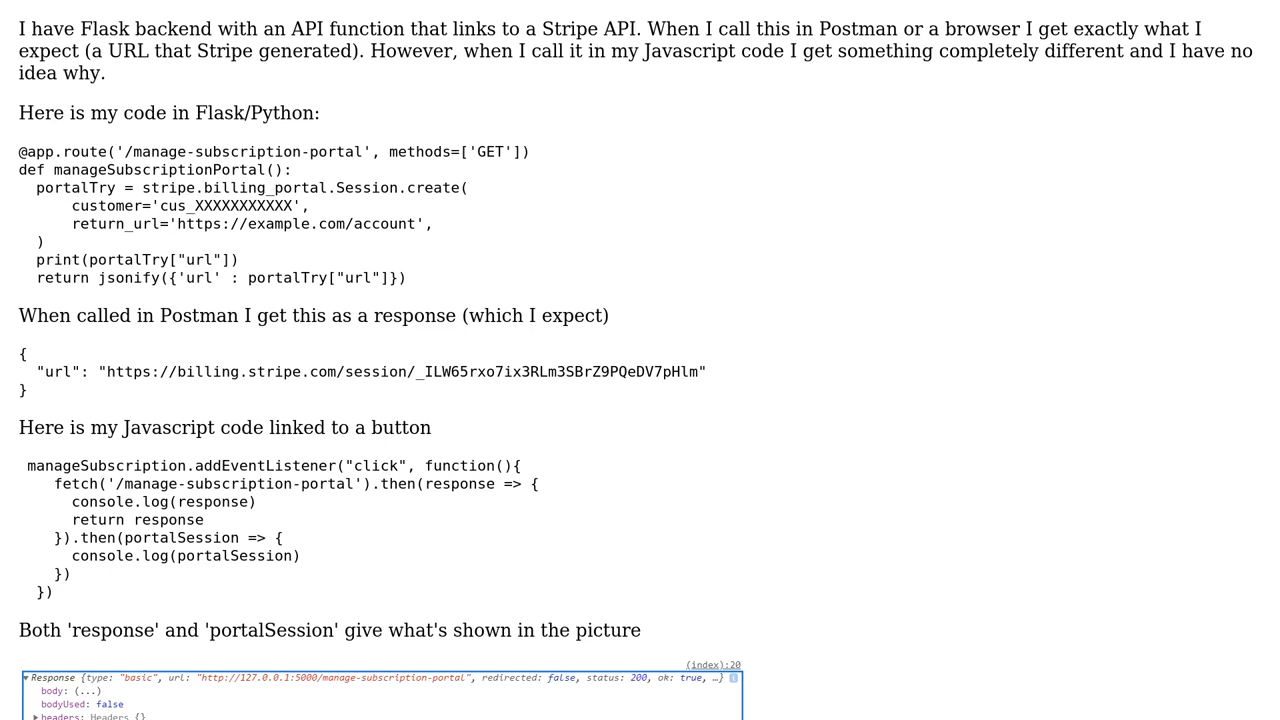 I have Flask backend with an API function that links to a Stripe API. When I call this in Postman or a browser I get exactly what I
expect (a URL that Stripe generated). However, when I call it in my Javascript code I get something completely different and I have no
idea why.
Here is my code in Flask/Python:
@app.route('/manage-subscription-portal', methods=['GET'])
def manageSubscriptionPortal():
  portalTry = stripe.billing_portal.Session.create(
      customer='cus_XXXXXXXXXXX',
      return_url='https://example.com/account',
  )
  print(portalTry["url"])
  return jsonify({'url' : portalTry["url"]})
When called in Postman I get this as a response (which I expect)
{
  "url": "https://billing.stripe.com/session/_ILW65rxo7ix3RLm3SBrZ9PQeDV7pHlm"
}
Here is my Javascript code linked to a button
 manageSubscription.addEventListener("click", function(){
    fetch('/manage-subscription-portal').then(response => {
      console.log(response)
      return response
    }).then(portalSession => {
      console.log(portalSession)
    })
  })
Both 'response' and 'portalSession' give what's shown in the picture
(index):20
Response {type: "basic", url: "http://127.0.0.1:5000/manage-subscription-portal", redirected: false, status: 200, ok: true, …}
body: (...)
bodyUsed: false
headers: Headers {}